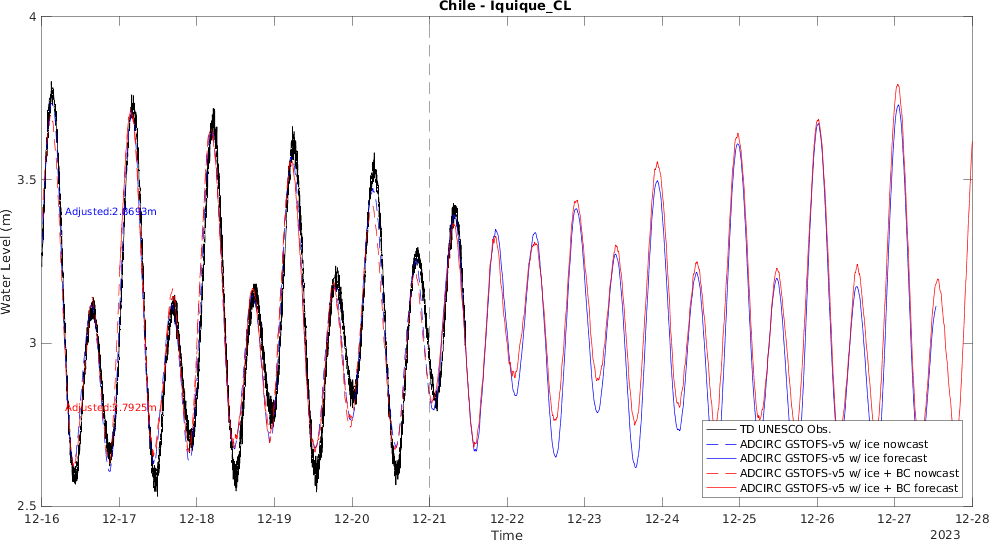 Chile - Iquique_CL
Water Level (m)
4
3.5
3
2.5
Adjusted:2.8693m
Adjusted:2.7925m
TD UNESCO Obs.
ADCIRC GSTOFS-v5 w/ ice nowcast
ADCIRC GSTOFS-v5 w/ ice forecast
ADCIRC GSTOFS-v5 w/ ice + BC nowcast
ADCIRC GSTOFS-v5 w/ ice + BC forecast
12-16 12-17 12-18 12-19 12-20 12-21 12-22 12-23 12-24 12-25 12-26 12-27 12-28
Time
2023